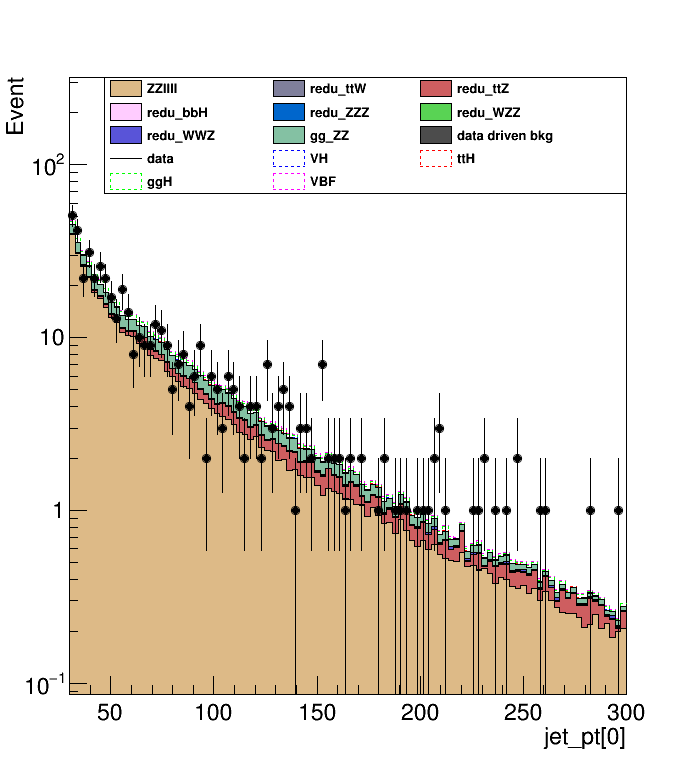 Event
ZZllll redu_ttW redu_ttZ
redu_bbH redu_ZZZ redu_WZZ
redu_WWZ gg_ZZ data driven bkg
data VH ttH
ggH VBF
10²
10
1
10⁻¹
50 100 150 200 250 300
jet_pt[0]